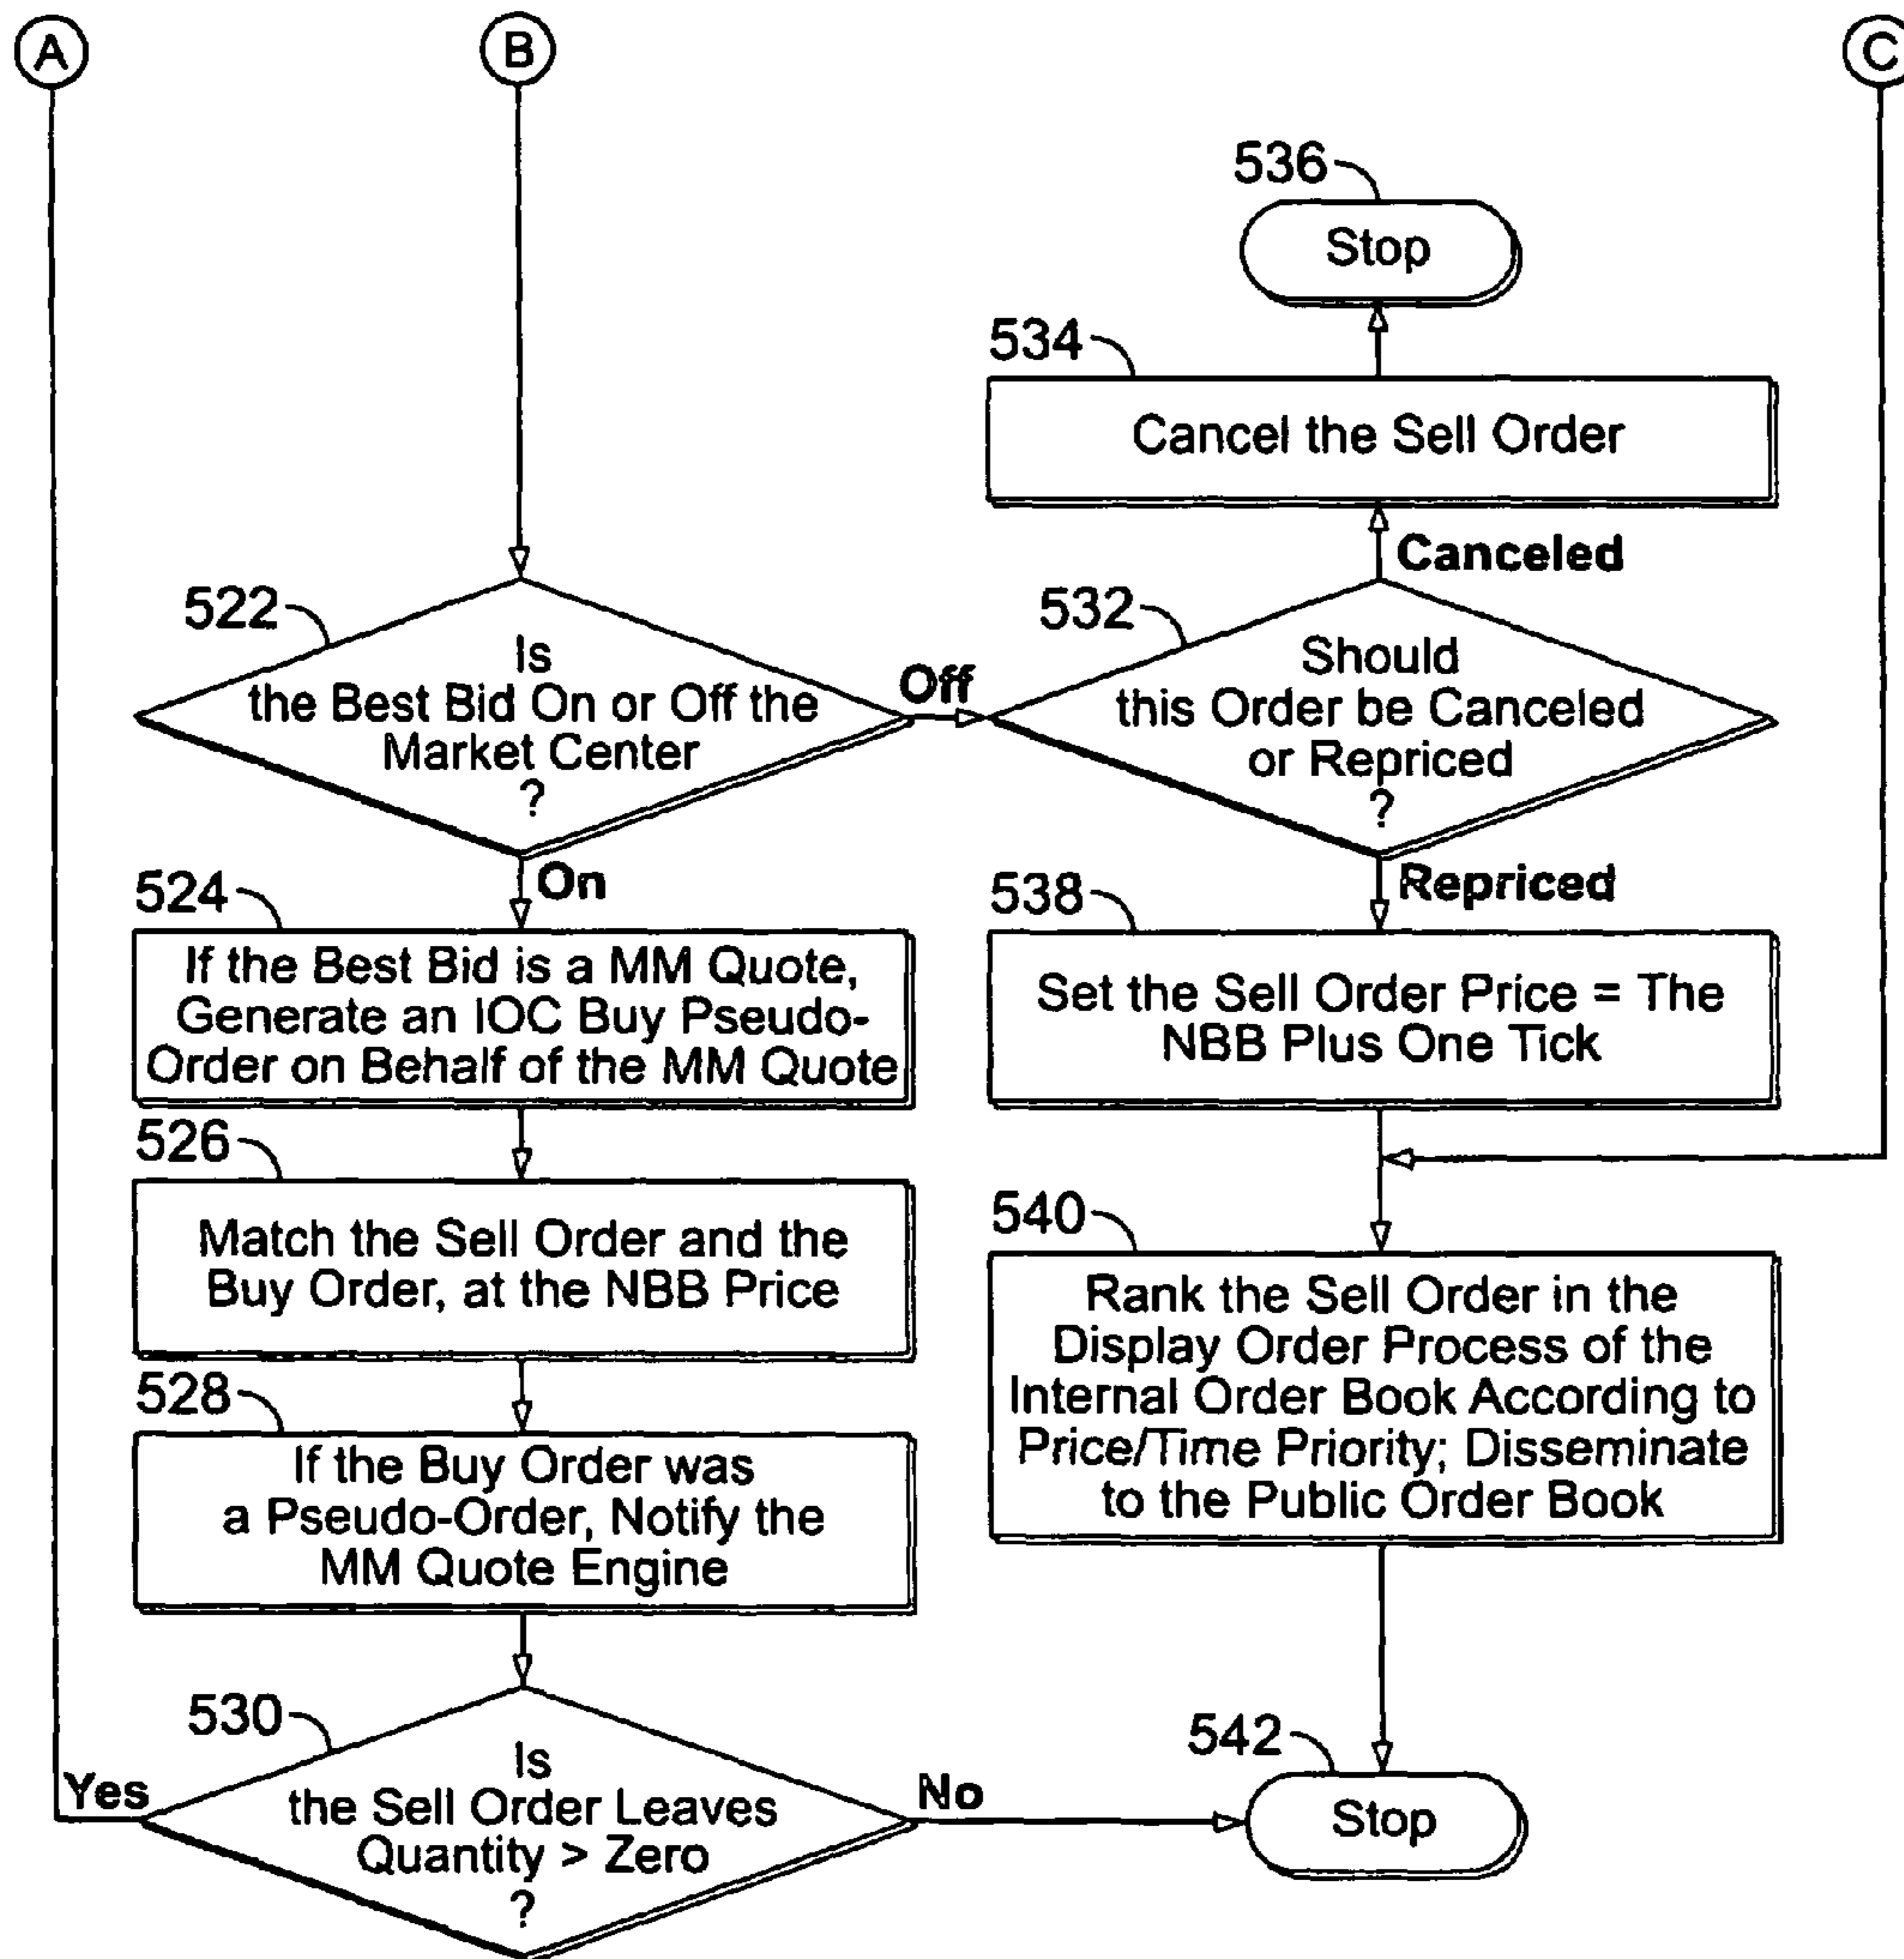 A
B
C
536
Stop
534
Cancel the Sell Order
Canceled
522
Is
the Best Bid On or Off the
Market Center
?
Off
532
Should
this Order be Canceled
or Repriced
?
On
Repriced
524
If the Best Bid is a MM Quote,
Generate an IOC Buy Pseudo-
Order on Behalf of the MM Quote
538
Set the Sell Order Price = The
NBB Plus One Tick
526
Match the Sell Order and the
Buy Order, at the NBB Price
540
Rank the Sell Order in the
Display Order Process of the
Internal Order Book According to
Price/Time Priority; Disseminate
to the Public Order Book
528
If the Buy Order was
a Pseudo-Order, Notify the
MM Quote Engine
530
Is
the Sell Order Leaves
Quantity > Zero
?
Yes
No
542
Stop